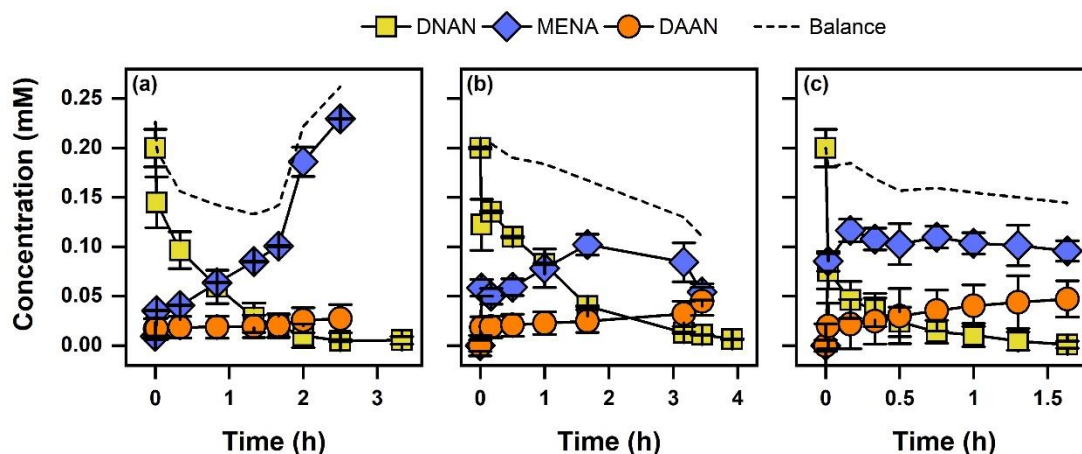 DNAN MENA DAAN Balance
(a) (b) (c)
Concentration (mM)
0.25
0.20
0.15
0.10
0.05
0.00
0 1 2 3 0 1 2 3 4 0 0.5 1 1.5
Time (h) Time (h) Time (h)